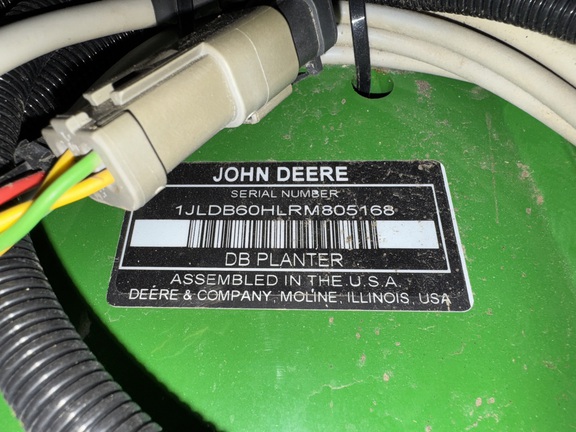 JOHN DEERE
SERIAL NUMBER
1JLDB60HLRM805168
DB PLANTER
ASSEMBLED IN THE U.S.A.
DEERE & COMPANY, MOLINE, ILLINOIS, USA